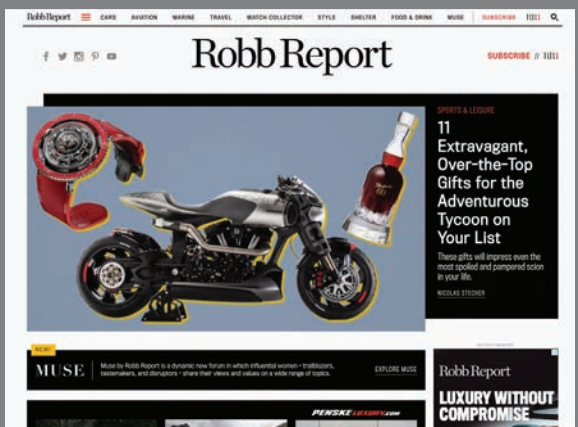 Robb Report CARS AVIATION MARINE TRAVEL WATCH COLLECTOR STYLE SHELTER FOOD & DRINK MUSE SUBSCRIBE
Robb Report
SUBSCRIBE //
SPORTS & LEISURE
11
Extravagant,
Over-the-Top
Gifts for the
Adventurous
Tycoon on
Your List
These gifts will impress even the
most spoiled and pampered scion
in your life.
NICOLAS STECHER
NEW!
MUSE
Muse by Robb Report is a dynamic new forum in which influential women – trailblazers,
tastemakers, and disruptors – share their views and values on a wide range of topics.
EXPLORE MUSE
ADVERTISEMENT
Robb Report
LUXURY WITHOUT
COMPROMISE
PENSKE LUXURY.COM